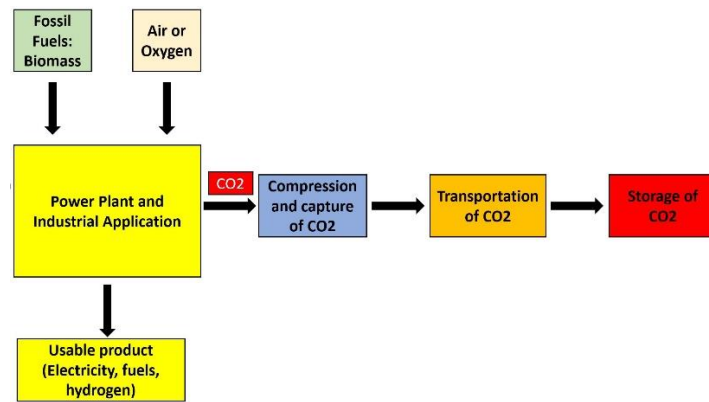 Fossil
Fuels:
Biomass
Air or
Oxygen
Power Plant and
Industrial Application
CO2
Compression
and capture
of CO2
Transportation
of CO2
Storage of
CO2
Usable product
(Electricity, fuels,
hydrogen)